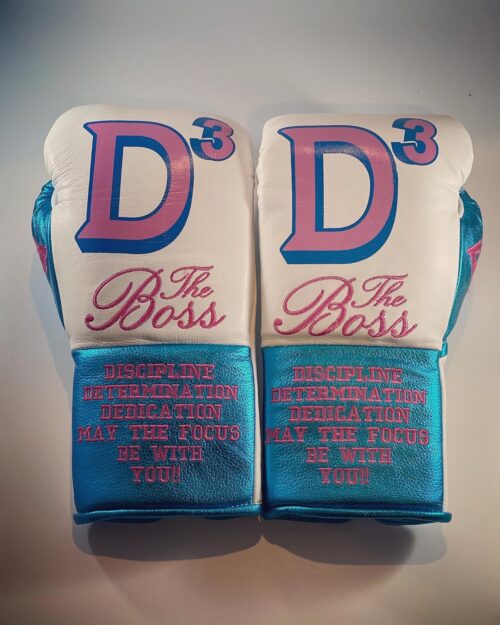 D³
The
Boss
DISCIPLINE
DETERMINATION
DEDICATION
MAY THE FOCUS
BE WITH
YOU!!
D³
The
Boss
DISCIPLINE
DETERMINATION
DEDICATION
MAY THE FOCUS
BE WITH
YOU!!